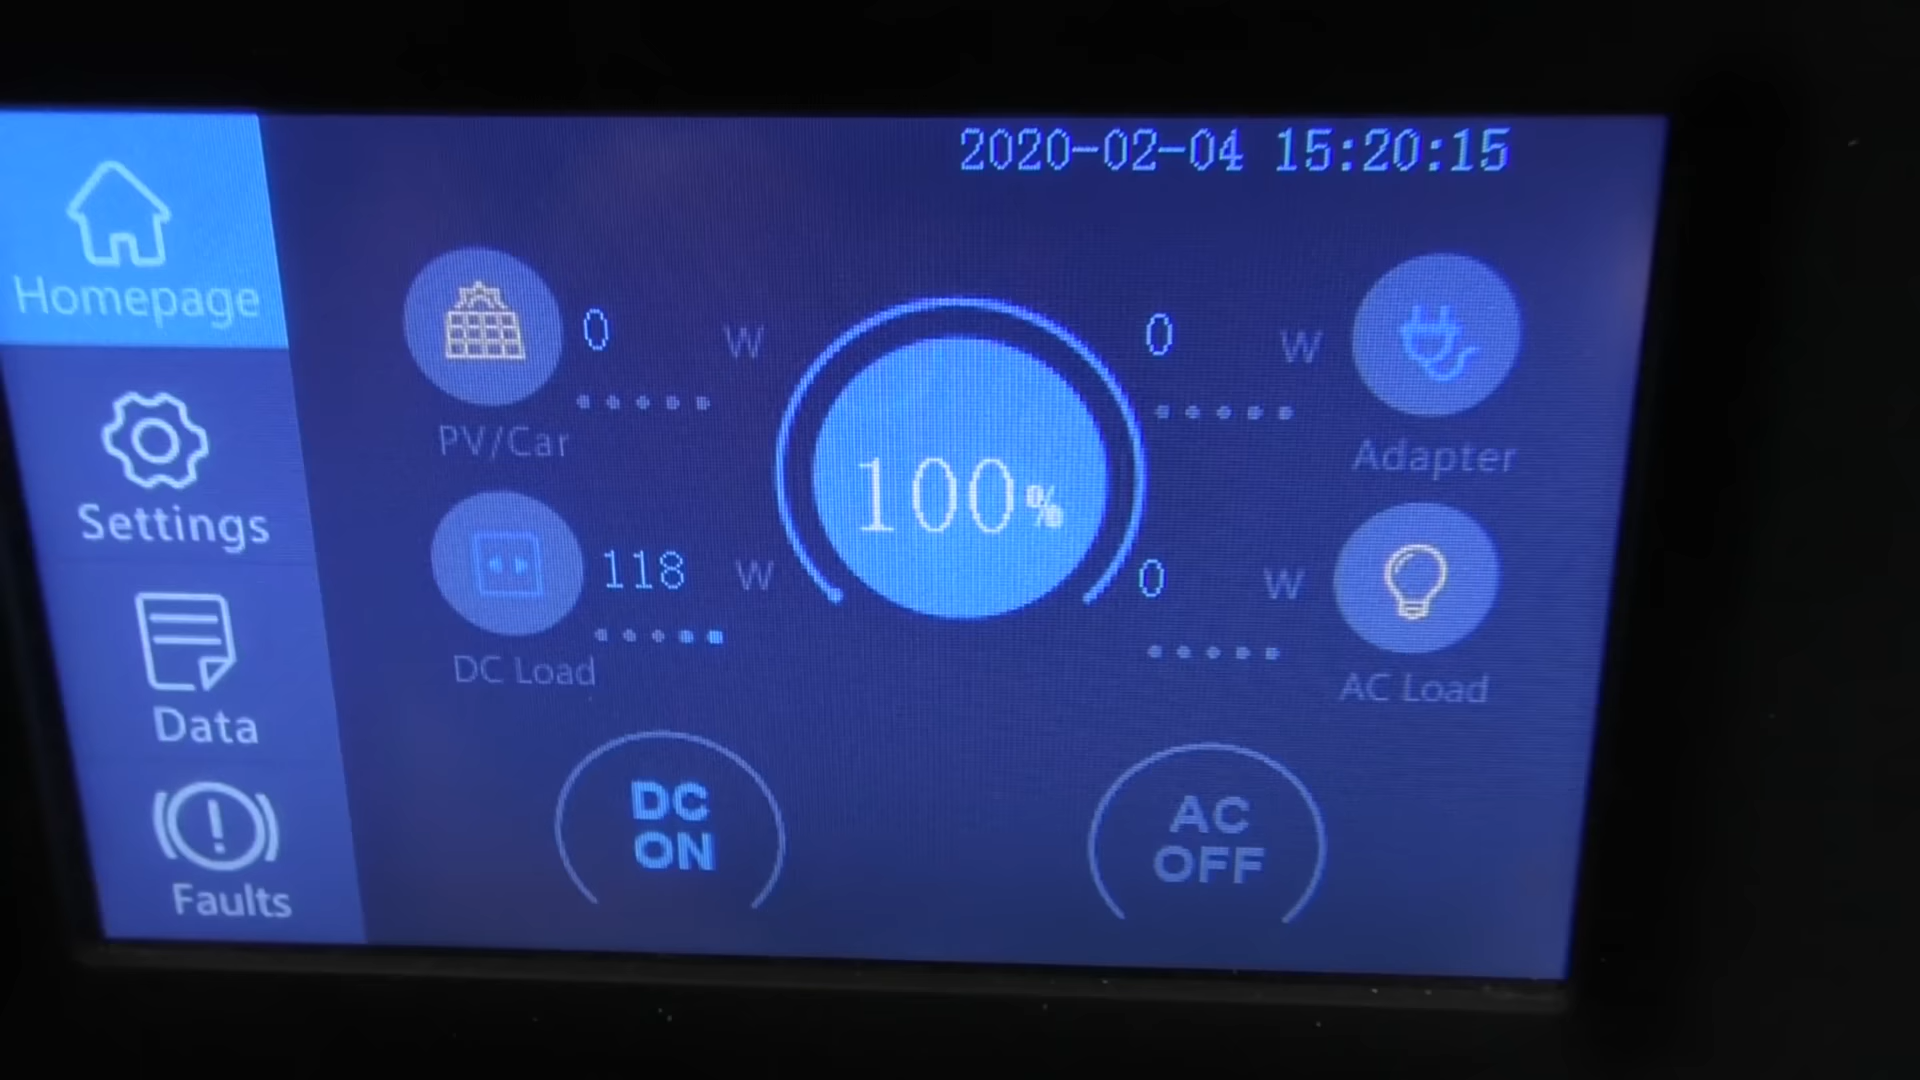 2020-02-04 15:20:15
Homepage
Settings
Data
Faults
0 W
PV/Car
118 W
DC Load
100%
0 W
Adapter
0 W
AC Load
DC
ON
AC
OFF